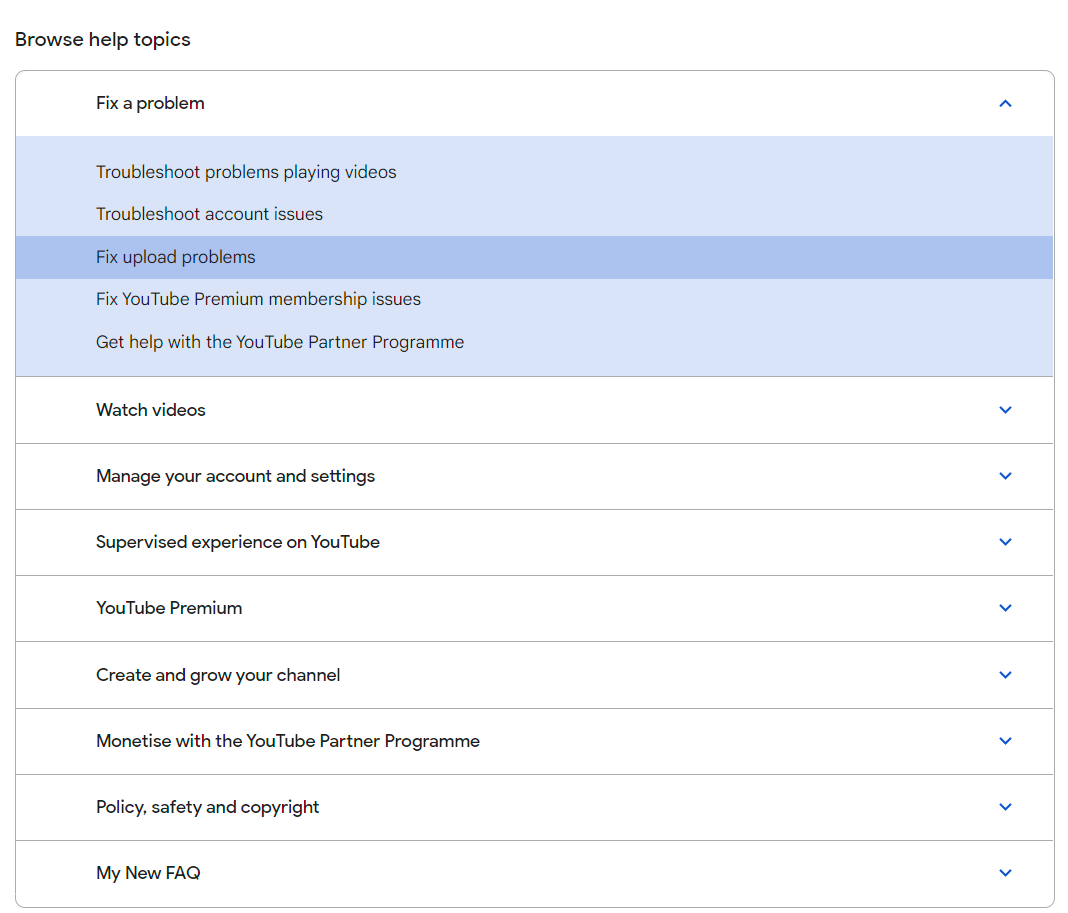 Browse help topics
Fix a problem
Troubleshoot problems playing videos
Troubleshoot account issues
Fix upload problems
Fix YouTube Premium membership issues
Get help with the YouTube Partner Programme
Watch videos
Manage your account and settings
Supervised experience on YouTube
YouTube Premium
Create and grow your channel
Monetise with the YouTube Partner Programme
Policy, safety and copyright
My New FAQ